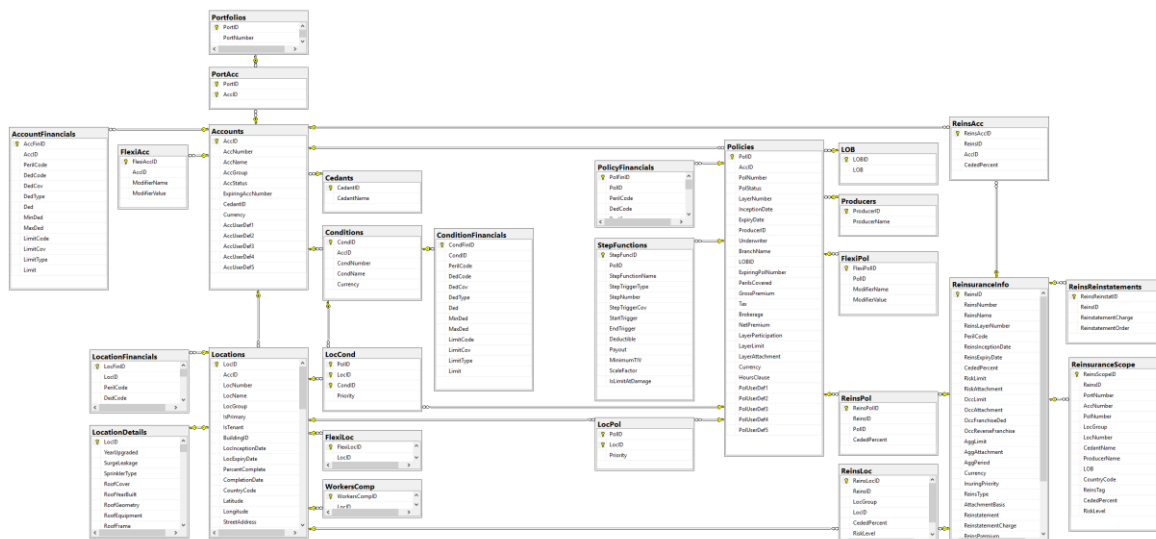 Portfolios
PortID
PortNumber
PortAcc
PortID
AccID
AccountFinancials
AccFinID
AccID
PerilCode
DedCode
DedCov
DedType
Ded
MinDed
MaxDed
LimitCode
LimitCov
LimitType
Limit
FlexiAcc
FlexiAccID
AccID
ModifierName
ModifierValue
Accounts
AccID
AccNumber
AccName
AccGroup
AccStatus
ExpiringAccNumber
CedantID
Currency
AccUserDef1
AccUserDef2
AccUserDef3
AccUserDef4
AccUserDef5
Cedants
CedantID
CedantName
Conditions
CondID
AccID
CondNumber
CondName
Currency
ConditionFinancials
CondFinID
CondID
PerilCode
DedCode
DedCov
DedType
Ded
MinDed
MaxDed
LimitCode
LimitCov
LimitType
Limit
LocationFinancials
LocFinID
LocID
PerilCode
DedCode
LocationDetails
LocID
YearUpgraded
SurgeLeakage
SprinklerType
RoofCover
RoofYearBuilt
RoofGeometry
RoofEquipment
RoofFrame
Locations
LocID
AccID
LocNumber
LocName
LocGroup
IsPrimary
IsTenant
BuildingID
LocInceptionDate
LocExpiryDate
PercentComplete
CompletionDate
CountryCode
Latitude
Longitude
StreetAddress
LocCond
PolID
LocID
CondID
Priority
FlexiLoc
FlexiLocID
LocID
WorkersComp
WorkersCompID
LocID
PolicyFinancials
PolFinID
PolID
PerilCode
DedCode
StepFunctions
StepFuncID
PolID
StepFunctionName
StepTriggerType
StepNumber
StepTriggerCov
StartTrigger
EndTrigger
Deductible
Payout
MinimumTIV
ScaleFactor
IsLimitAtDamage
LocPol
PolID
LocID
Priority
Policies
PolID
AccID
PolNumber
PolStatus
LayerNumber
InceptionDate
ExpiryDate
ProducerID
Underwriter
BranchName
LOBID
ExpiringPolNumber
PerilsCovered
GrossPremium
Tax
Brokerage
NetPremium
LayerParticipation
LayerLimit
LayerAttachment
Currency
HoursClause
PolUserDef1
PolUserDef2
PolUserDef3
PolUserDef4
PolUserDef5
LOB
LOBID
LOB
Producers
ProducerID
ProducerName
FlexiPol
FlexiPolID
PolID
ModifierName
ModifierValue
ReinsPol
ReinsPolID
ReinsID
PolID
CededPercent
ReinsLoc
ReinsLocID
ReinsID
LocGroup
LocID
CededPercent
RiskLevel
ReinsAcc
ReinsAccID
ReinsID
AccID
CededPercent
ReinsuranceInfo
ReinsID
ReinsNumber
ReinsName
ReinsLayerNumber
PerilCode
ReinsInceptionDate
ReinsExpiryDate
CededPercent
RiskLimit
RiskAttachment
OccLimit
OccAttachment
OccFranchiseDed
OccReverseFranchise
AggLimit
AggAttachment
AggPeriod
Currency
InuringPriority
ReinsType
AttachmentBasis
Reinstatement
ReinstatementCharge
ReinsPremium
ReinsReinstatements
ReinsReinstatID
ReinsID
ReinstatementCharge
ReinstatementOrder
ReinsuranceScope
ReinsScopeID
ReinsID
PortNumber
AccNumber
PolNumber
LocGroup
LocNumber
CedantName
ProducerName
LOB
CountryCode
ReinsTag
CededPercent
RiskLevel